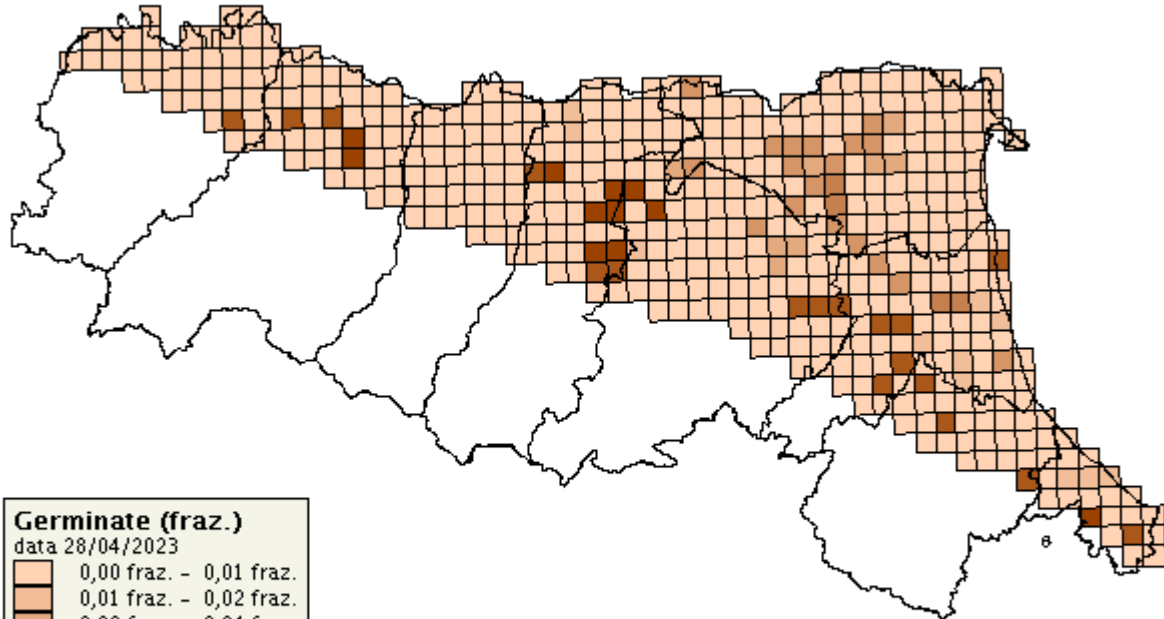 Germinate (fraz.)
data 28/04/2023
0,00 fraz. - 0,01 fraz.
0,01 fraz. - 0,02 fraz.